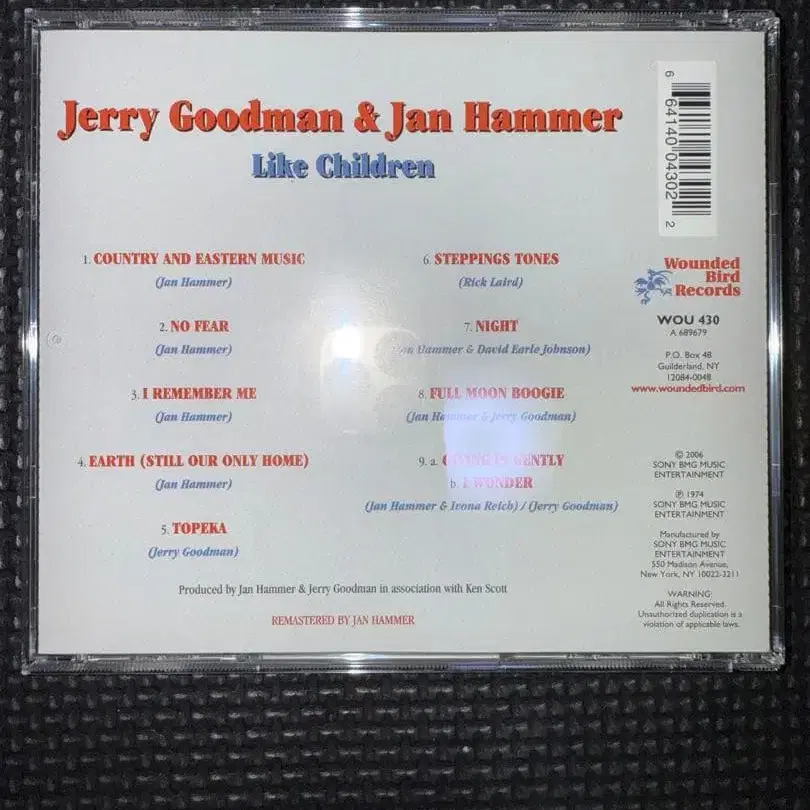 Jerry Goodman & Jan Hammer
Like Children
1. COUNTRY AND EASTERN MUSIC
(Jan Hammer)
2. NO FEAR
(Jan Hammer)
3. I REMEMBER ME
(Jan Hammer)
4. EARTH (STILL OUR ONLY HOME)
(Jan Hammer)
5. TOPEKA
(Jerry Goodman)
6. STEPPINGS TONES
(Rick Laird)
7. NIGHT
Hammer & David Earle Johnson)
8. FULL MOON BOOGIE
(Jan Hammer & Jerry Goodman)
9. a. GIVING IN GENTLY
b. I WONDER
(Jan Hammer & Ivona Reich) / (Jerry Goodman)
Produced by Jan Hammer & Jerry Goodman in association with Ken Scott
REMASTERED BY JAN HAMMER
6 64140 04302 2
Wounded
Bird
Records
WOU 430
A 689679
P.O. Box 48
Guilderland, NY
12084-0048
www.woundedbird.com
© 2006
SONY BMG MUSIC
ENTERTAINMENT
℗ 1974
SONY BMG MUSIC
ENTERTAINMENT
Manufactured by
SONY BMG MUSIC
ENTERTAINMENT
550 Madison Avenue,
New York, NY 10022-3211
WARNING:
All Rights Reserved.
Unauthorized duplication is a
violation of applicable laws.